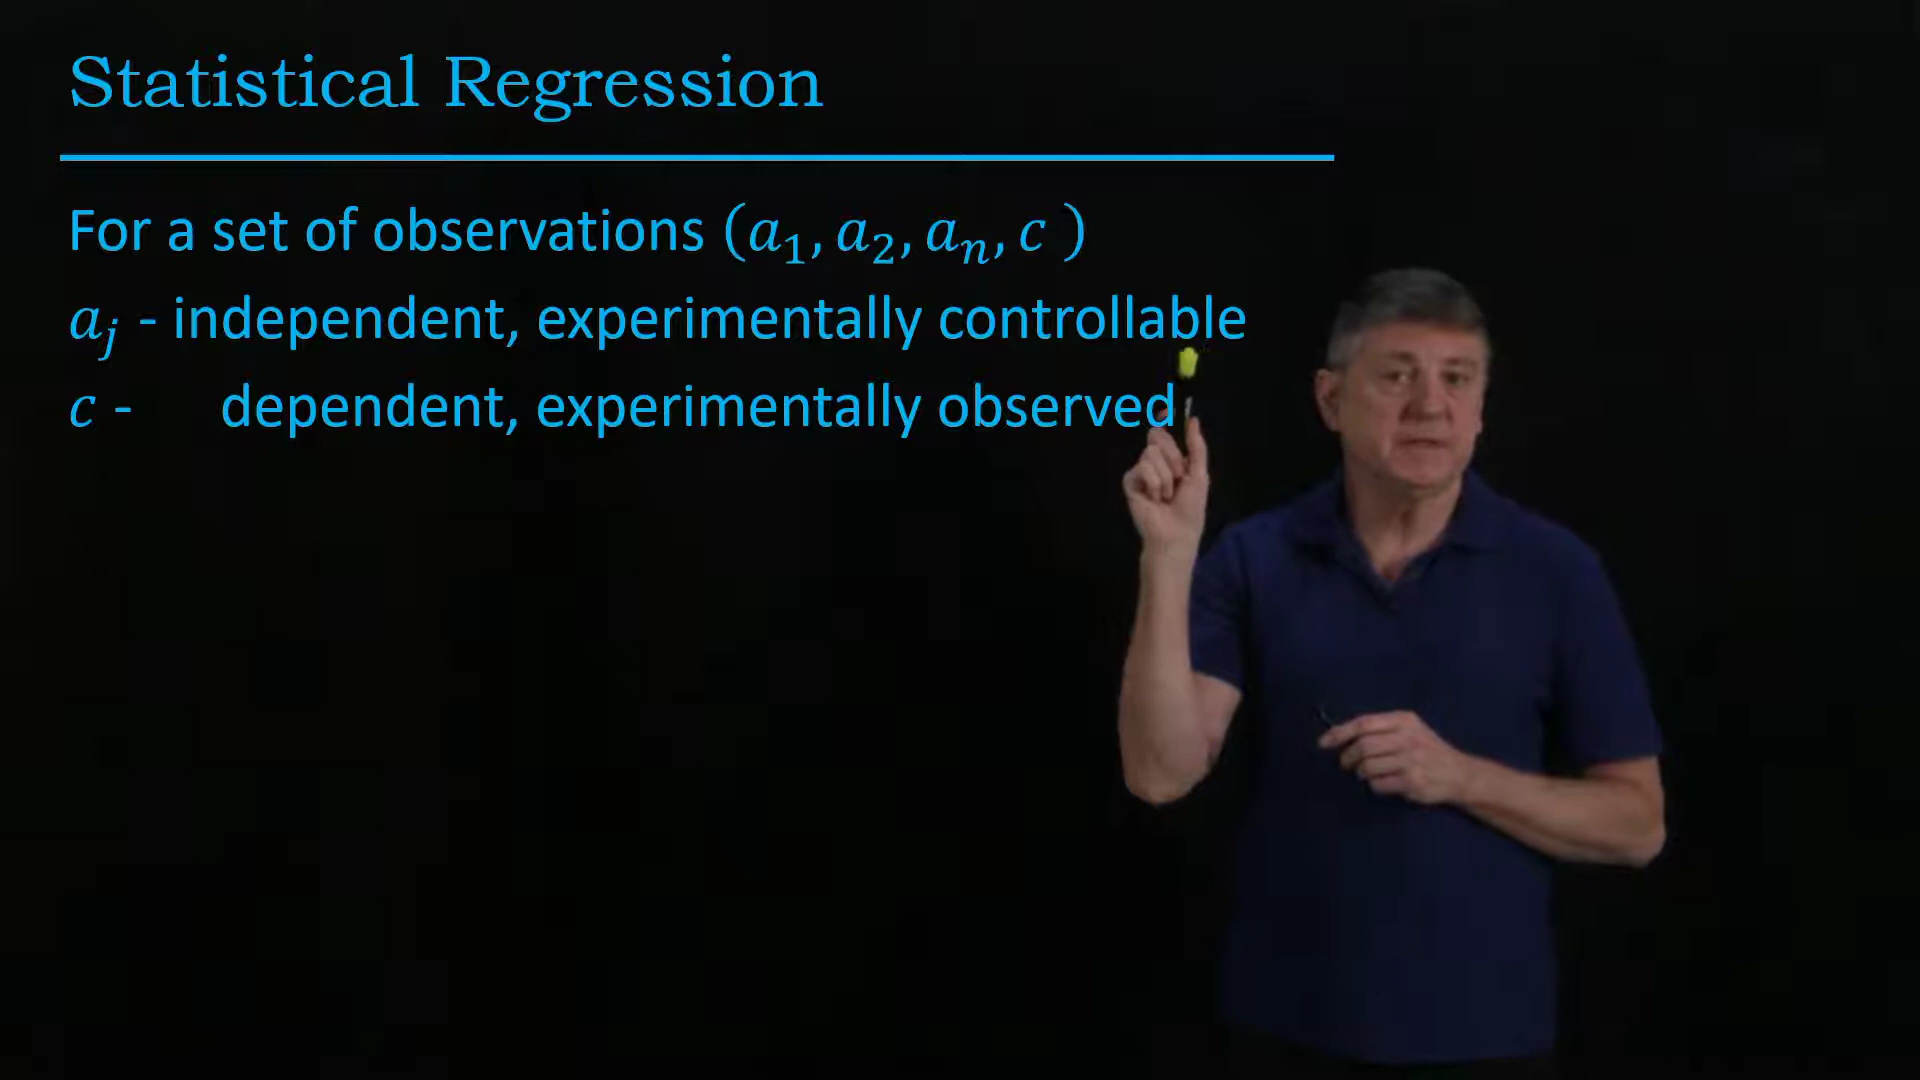 Statistical Regression
For a set of observations (a₁, a₂, aₙ, c )
aⱼ - independent, experimentally controllable
c - dependent, experimentally observed